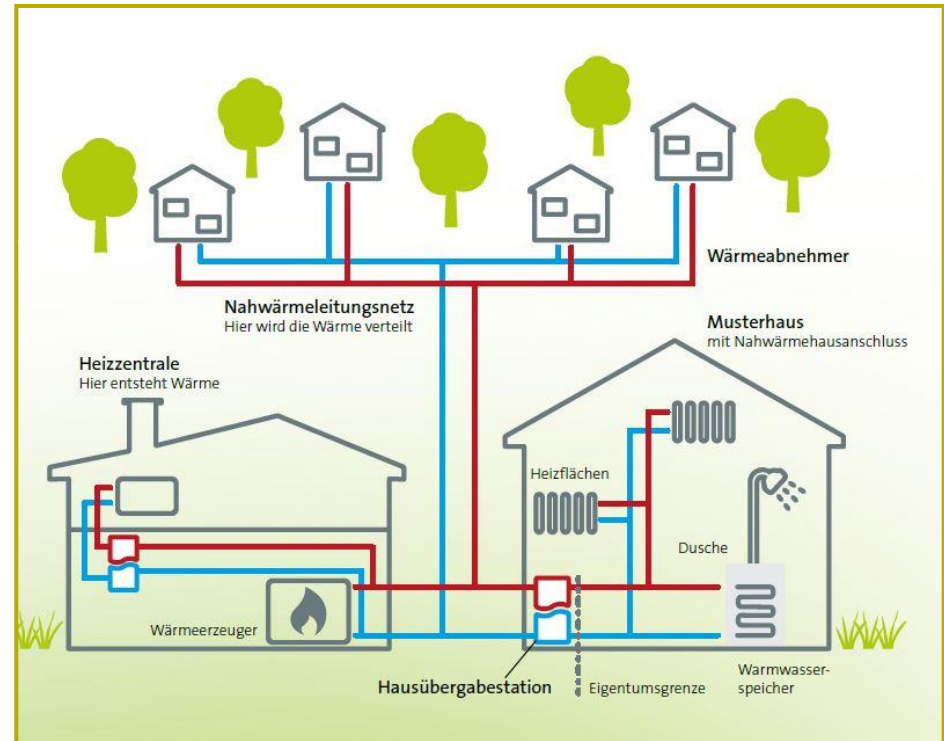 Wärmeabnehmer
Nahwärmeleitungsnetz
Hier wird die Wärme verteilt
Musterhaus
mit Nahwärmehausanschluss
Heizzentrale
Hier entsteht Wärme
Heizflächen
Dusche
Wärmeerzeuger
Hausübergabestation
Eigentumsgrenze
Warmwasser-
speicher